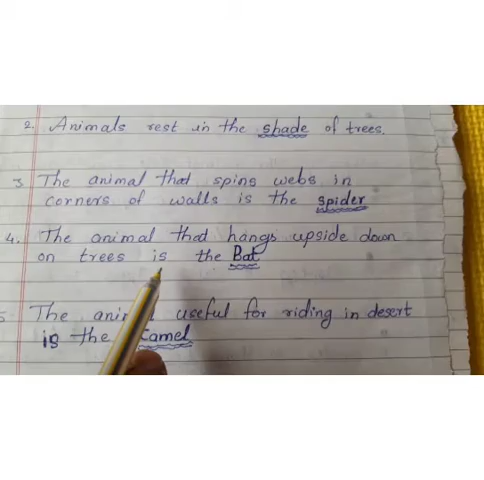 2. Animals rest in the shade of trees.
3 The animal that spins webs in
corners of walls is the spider
4. The animal that hangs upside down
on trees is the Bat
5 The useful for riding in desert
is the Camel